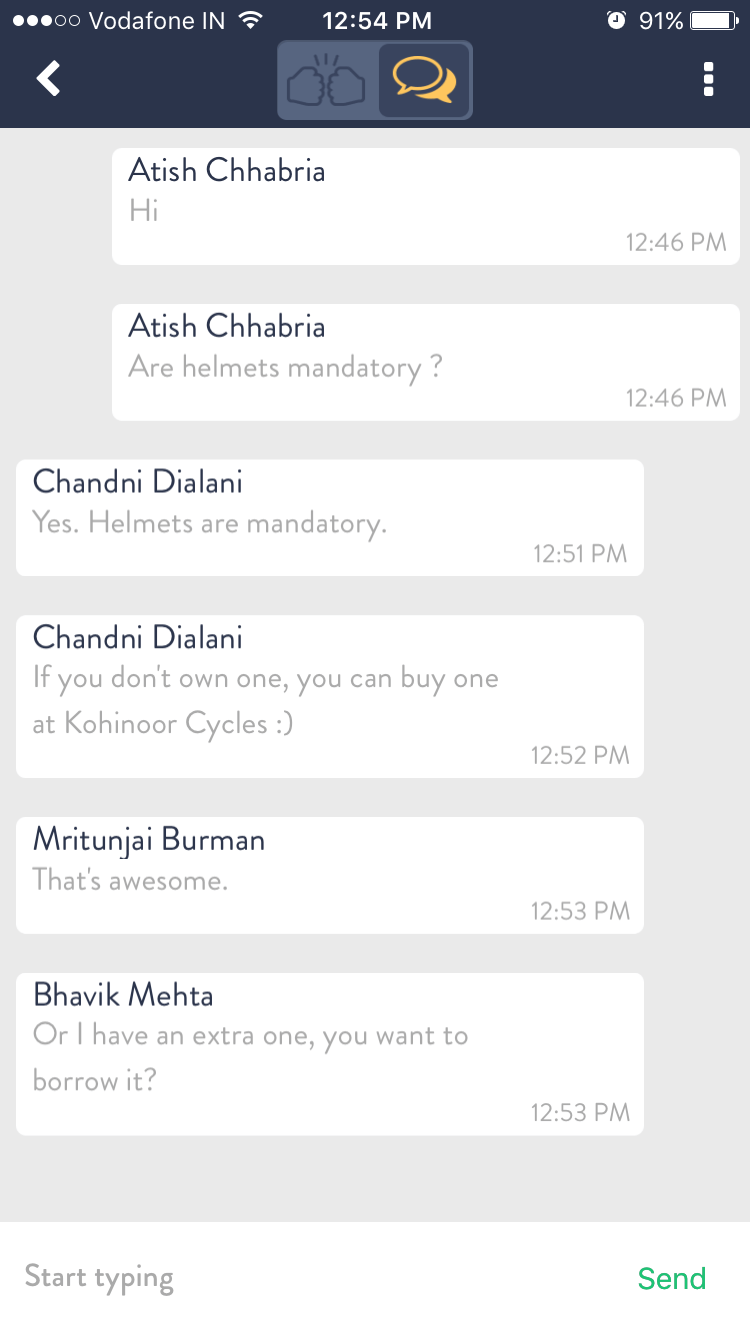 Vodafone IN 12:54 PM 91%
Atish Chhabria
Hi
12:46 PM
Atish Chhabria
Are helmets mandatory ?
12:46 PM
Chandni Dialani
Yes. Helmets are mandatory.
12:51 PM
Chandni Dialani
If you don't own one, you can buy one
at Kohinoor Cycles :)
12:52 PM
Mritunjai Burman
That's awesome.
12:53 PM
Bhavik Mehta
Or I have an extra one, you want to
borrow it?
12:53 PM
Start typing Send